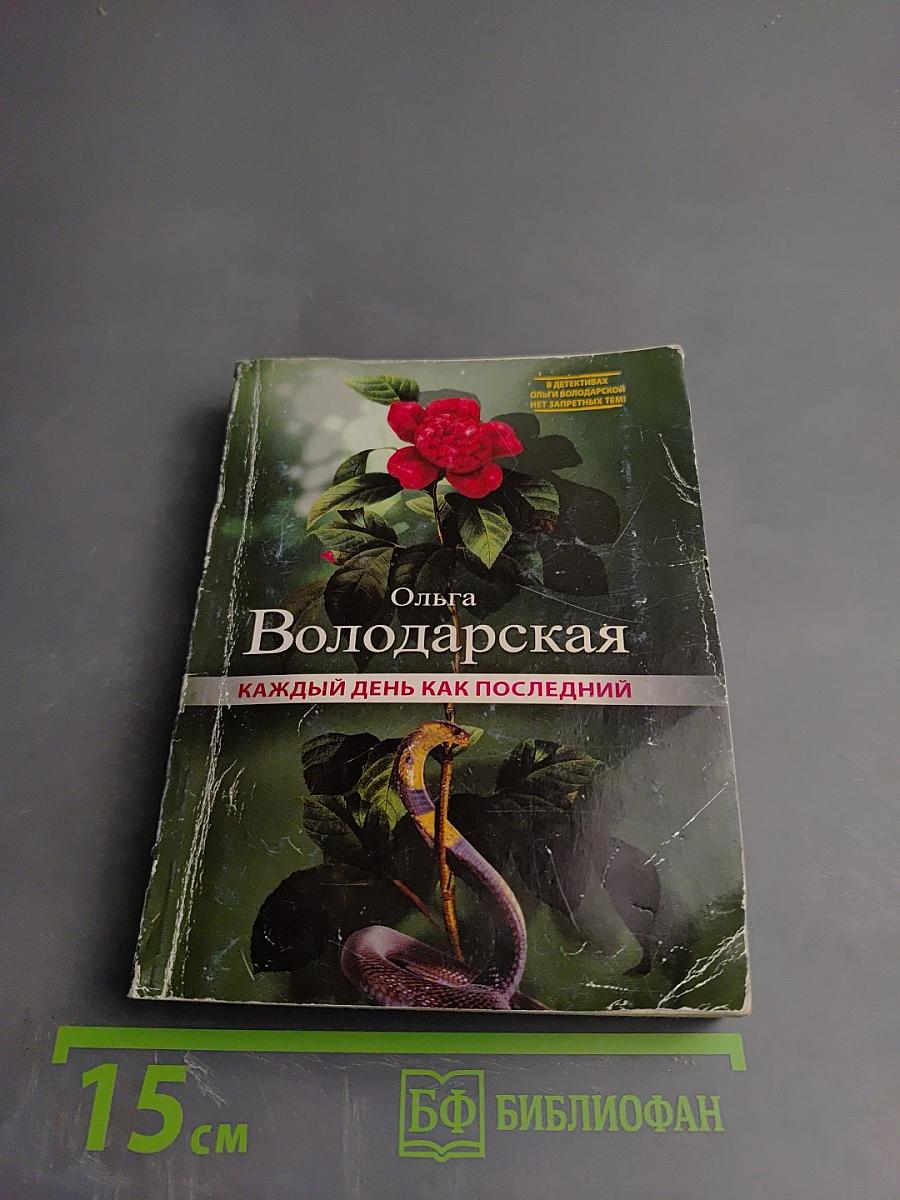 В ДЕТЕКТИВАХ
ОЛЬГИ ВОЛОДАРСКОЙ
НЕТ ЗАПРЕТНЫХ ТЕМ!
Ольга
Володарская
КАЖДЫЙ ДЕНЬ КАК ПОСЛЕДНИЙ
15 см
БФ БИБЛИОФАН